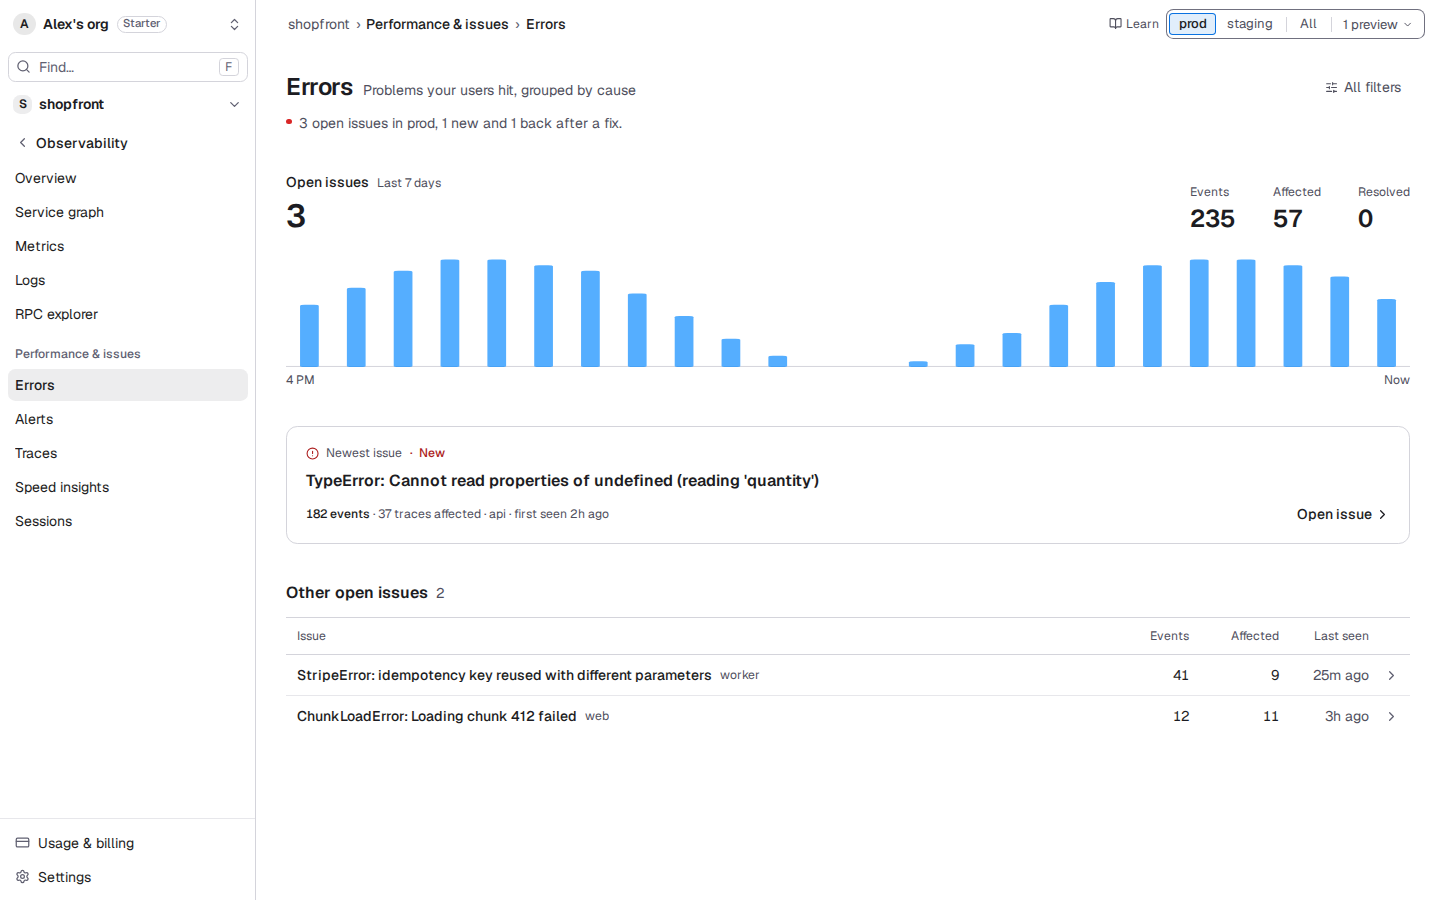 A Alex's org Starter
Find... F
S shopfront
Observability
Overview
Service graph
Metrics
Logs
RPC explorer
Performance & issues
Errors
Alerts
Traces
Speed insights
Sessions
Usage & billing
Settings
shopfront › Performance & issues › Errors
Learn prod staging All 1 preview
Errors Problems your users hit, grouped by cause
All filters
3 open issues in prod, 1 new and 1 back after a fix.
Open issues Last 7 days
3
Events Affected Resolved
235 57 0
4 PM Now
Newest issue · New
TypeError: Cannot read properties of undefined (reading 'quantity')
182 events · 37 traces affected · api · first seen 2h ago
Open issue
Other open issues 2
Issue Events Affected Last seen
StripeError: idempotency key reused with different parameters worker 41 9 25m ago
ChunkLoadError: Loading chunk 412 failed web 12 11 3h ago